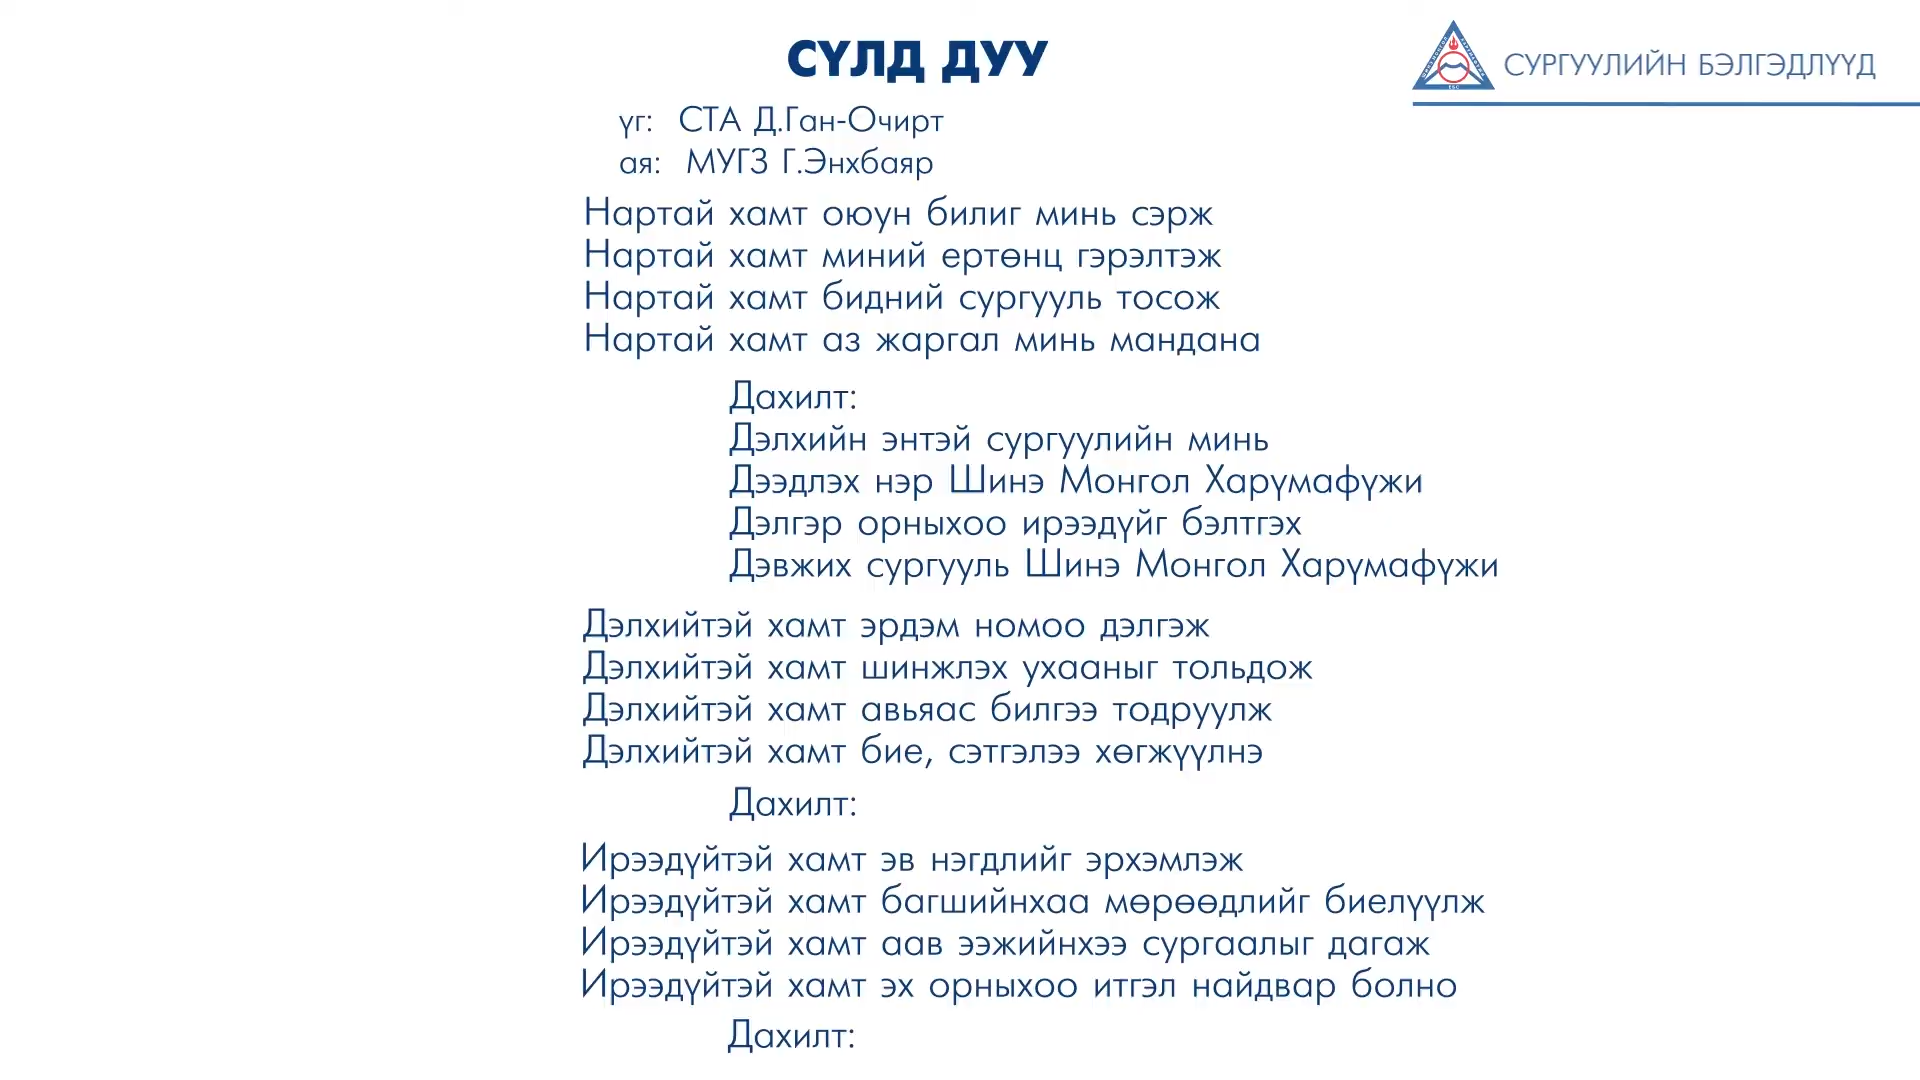 СҮЛД ДУУ
СУРГУУЛИЙН БЭЛГЭДЛҮҮД
үг: СТА Д.Ган-Очирт
ая: МУГЗ Г.Энхбаяр
Нартай хамт оюун билиг минь сэрж
Нартай хамт миний ертөнц гэрэлтэж
Нартай хамт бидний сургууль тосож
Нартай хамт аз жаргал минь мандана
Дахилт:
Дэлхийн энтэй сургуулийн минь
Дээдлэх нэр Шинэ Монгол Харүмафүжи
Дэлгэр орныхоо ирээдүйг бэлтгэх
Дэвжих сургууль Шинэ Монгол Харүмафүжи
Дэлхийтэй хамт эрдэм номоо дэлгэж
Дэлхийтэй хамт шинжлэх ухааныг тольдож
Дэлхийтэй хамт авьяас билгээ тодруулж
Дэлхийтэй хамт бие, сэтгэлээ хөгжүүлнэ
Дахилт:
Ирээдүйтэй хамт эв нэгдлийг эрхэмлэж
Ирээдүйтэй хамт багшийнхаа мөрөөдлийг биелүүлж
Ирээдүйтэй хамт аав ээжийнхээ сургаалыг дагаж
Ирээдүйтэй хамт эх орныхоо итгэл найдвар болно
Дахилт: